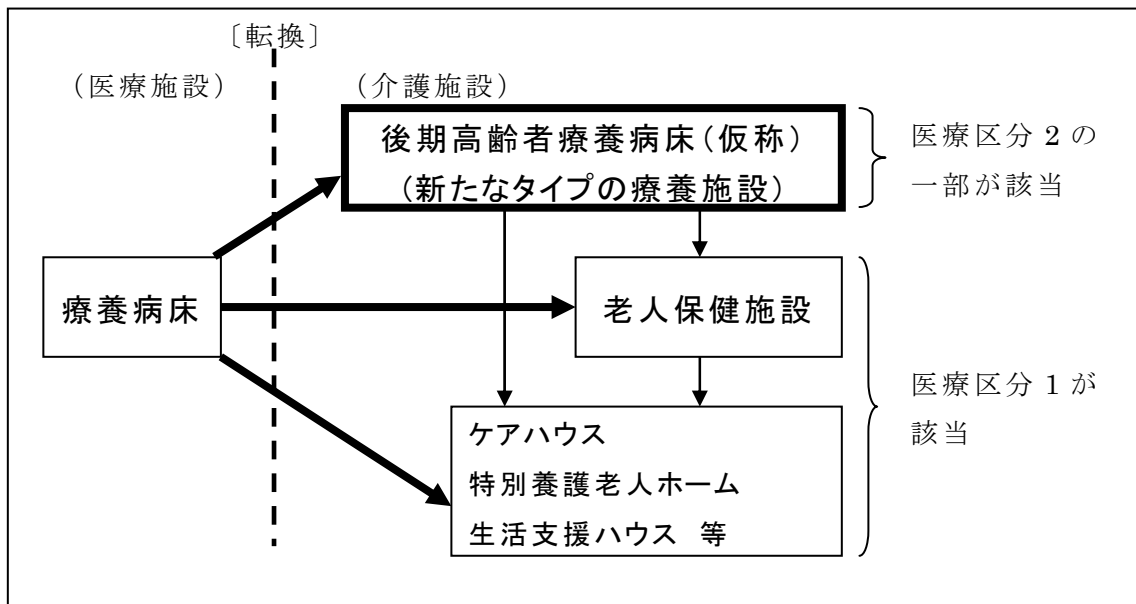 〔転換〕
（医療施設）
（介護施設）
後期高齢者療養病床(仮称)
(新たなタイプの療養施設)
医療区分２の
一部が該当
療養病床
老人保健施設
医療区分１が
該当
ケアハウス
特別養護老人ホーム
生活支援ハウス 等